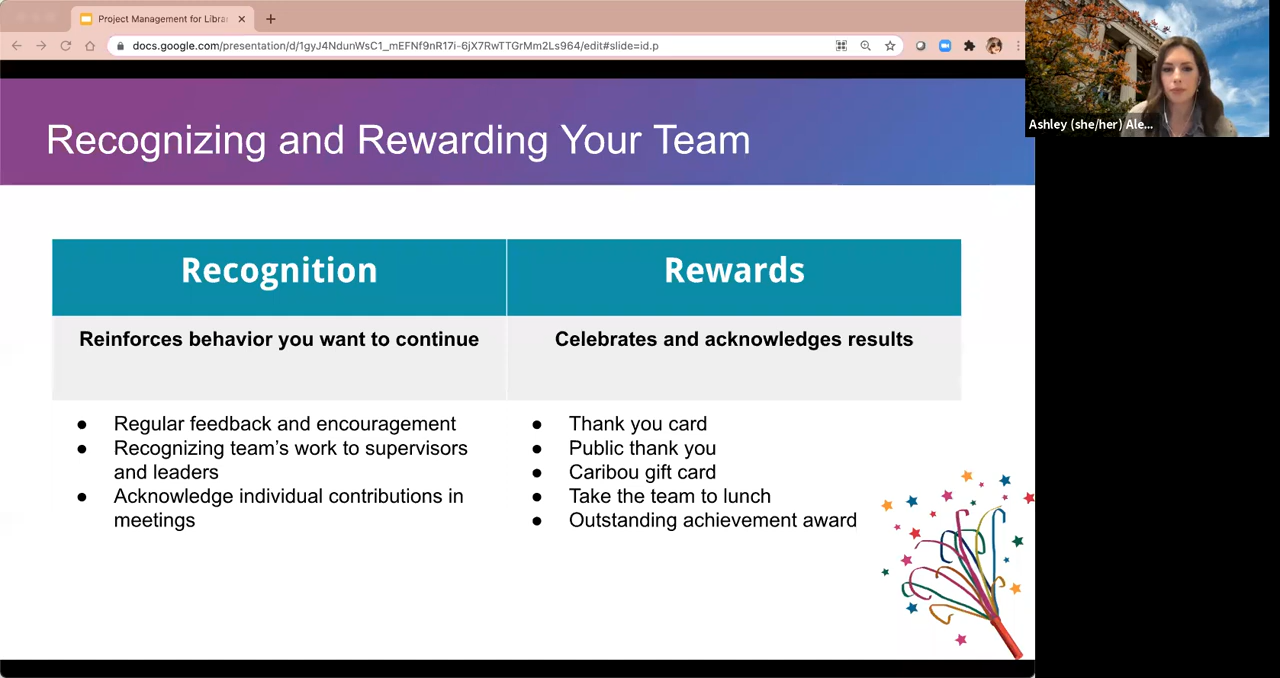 Project Management for Librar
docs.google.com/presentation/d/1gyJ4NdunWsC1_mEFNf9nR17i-6jX7RwTTGrMm2Ls964/edit#slide=id.p
Ashley (she/her) Ale...
Recognizing and Rewarding Your Team
Recognition
Rewards
Reinforces behavior you want to continue
Celebrates and acknowledges results
● Regular feedback and encouragement
● Recognizing team's work to supervisors
and leaders
● Acknowledge individual contributions in
meetings
● Thank you card
● Public thank you
● Caribou gift card
● Take the team to lunch
● Outstanding achievement award